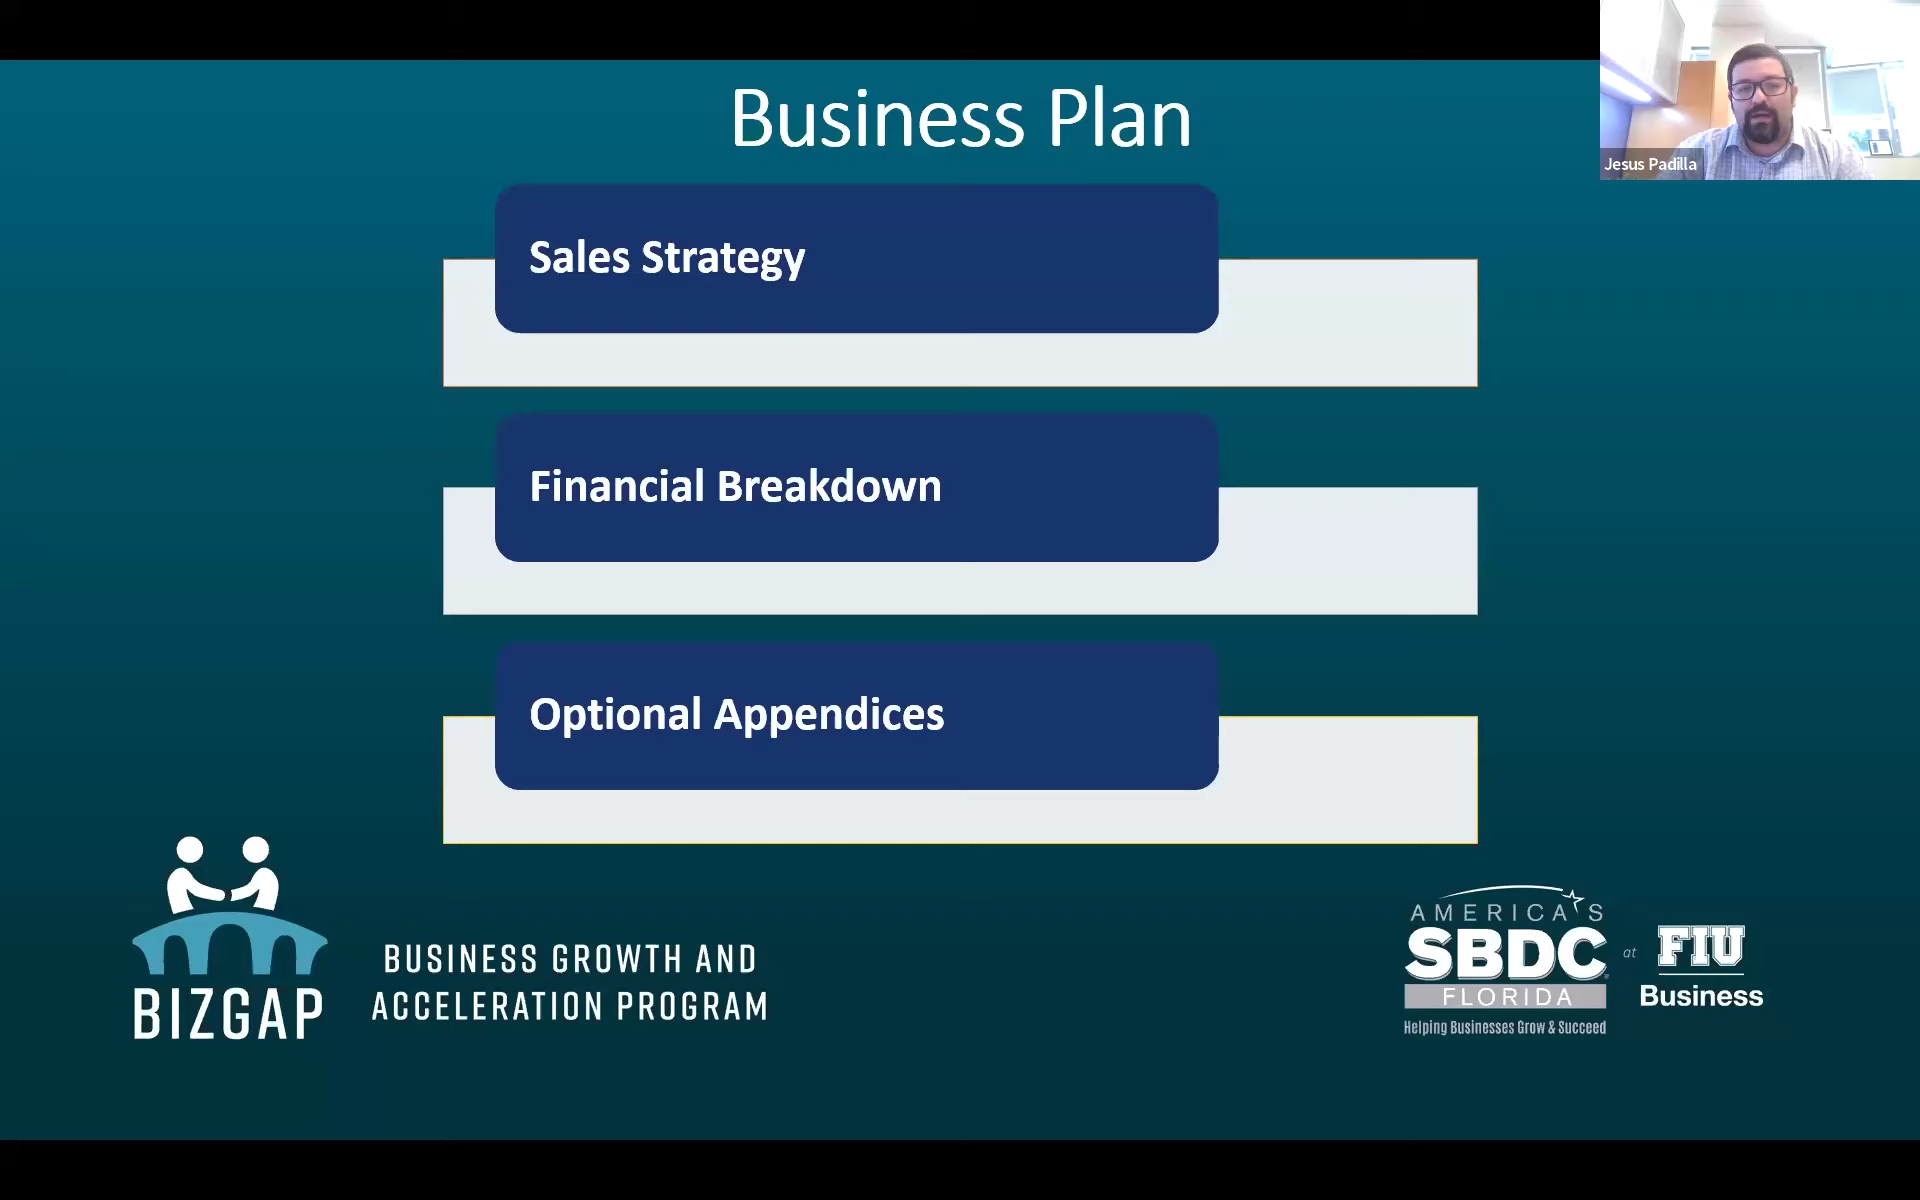 Business Plan
Jesus Padilla
Sales Strategy
Financial Breakdown
Optional Appendices
BIZGAP
BUSINESS GROWTH AND
ACCELERATION PROGRAM
AMERICA'S
SBDC
FLORIDA
Helping Businesses Grow & Succeed
at
FIU
Business